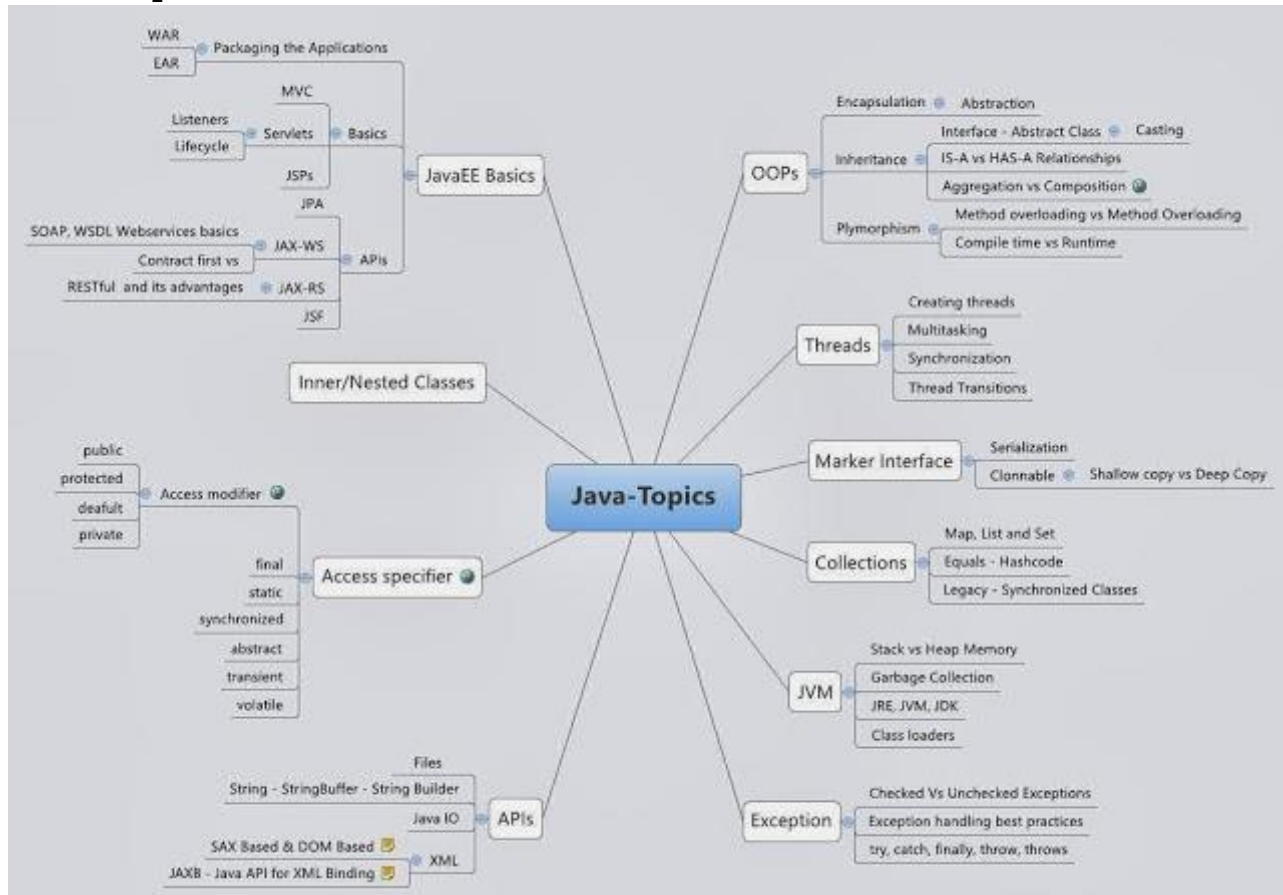 WAR
EAR
Packaging the Applications
MVC
Listeners
Lifecycle
Servlets
Basics
JSPs
JavaEE Basics
JPA
SOAP, WSDL Webservices basics
Contract first vs
JAX-WS
APIs
RESTful and its advantages
JAX-RS
JSF
Inner/Nested Classes
public
protected
deafult
private
Access modifier
final
static
synchronized
abstract
transient
volatile
Access specifier
Files
String - StringBuffer - String Builder
Java IO
APIs
SAX Based & DOM Based
JAXB - Java API for XML Binding
XML
Java-Topics
OOPs
Encapsulation
Abstraction
Inheritance
Interface - Abstract Class
Casting
IS-A vs HAS-A Relationships
Aggregation vs Composition
Plymorphism
Method overloading vs Method Overloading
Compile time vs Runtime
Threads
Creating threads
Multitasking
Synchronization
Thread Transitions
Marker Interface
Serialization
Clonnable
Shallow copy vs Deep Copy
Collections
Map, List and Set
Equals - Hashcode
Legacy - Synchronized Classes
JVM
Stack vs Heap Memory
Garbage Collection
JRE, JVM, JDK
Class loaders
Exception
Checked Vs Unchecked Exceptions
Exception handling best practices
try, catch, finally, throw, throws